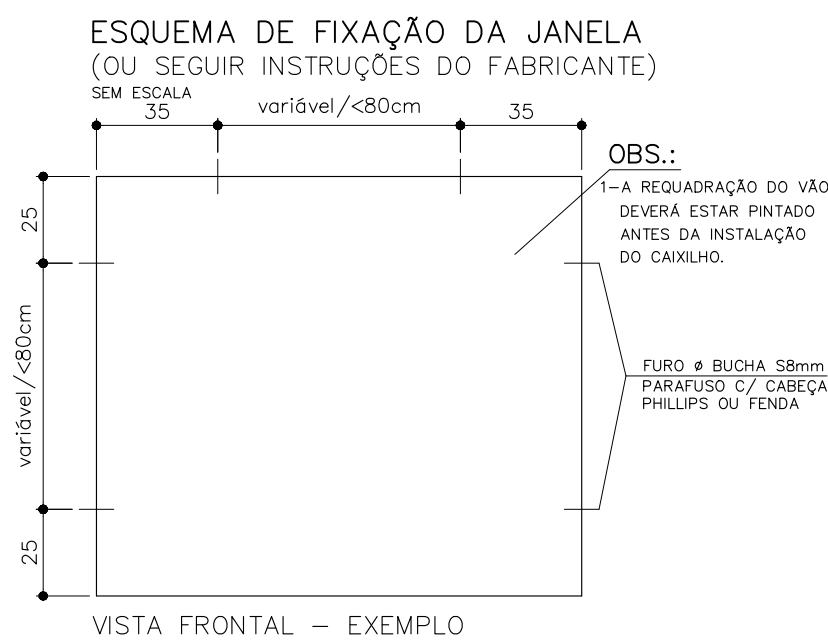 ESQUEMA DE FIXAÇÃO DA JANELA
(OU SEGUIR INSTRUÇÕES DO FABRICANTE)
SEM ESCALA
35
variável/<80cm
35
OBS.:
1-A REQUADRAÇÃO DO VÃO
DEVERÁ ESTAR PINTADO
ANTES DA INSTALAÇÃO
DO CAIXILHO.
25
variável/<80cm
25
FURO ø BUCHA S8mm
PARAFUSO C/ CABEÇA
PHILLIPS OU FENDA
VISTA FRONTAL – EXEMPLO